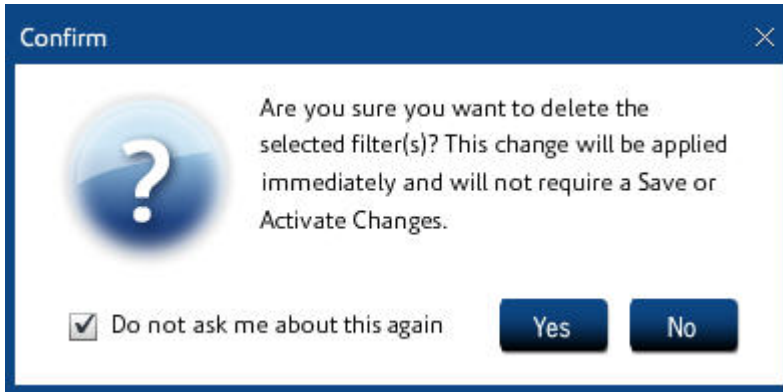 Confirm
Are you sure you want to delete the
selected filter(s)? This change will be applied
immediately and will not require a Save or
Activate Changes.
Do not ask me about this again
Yes
No